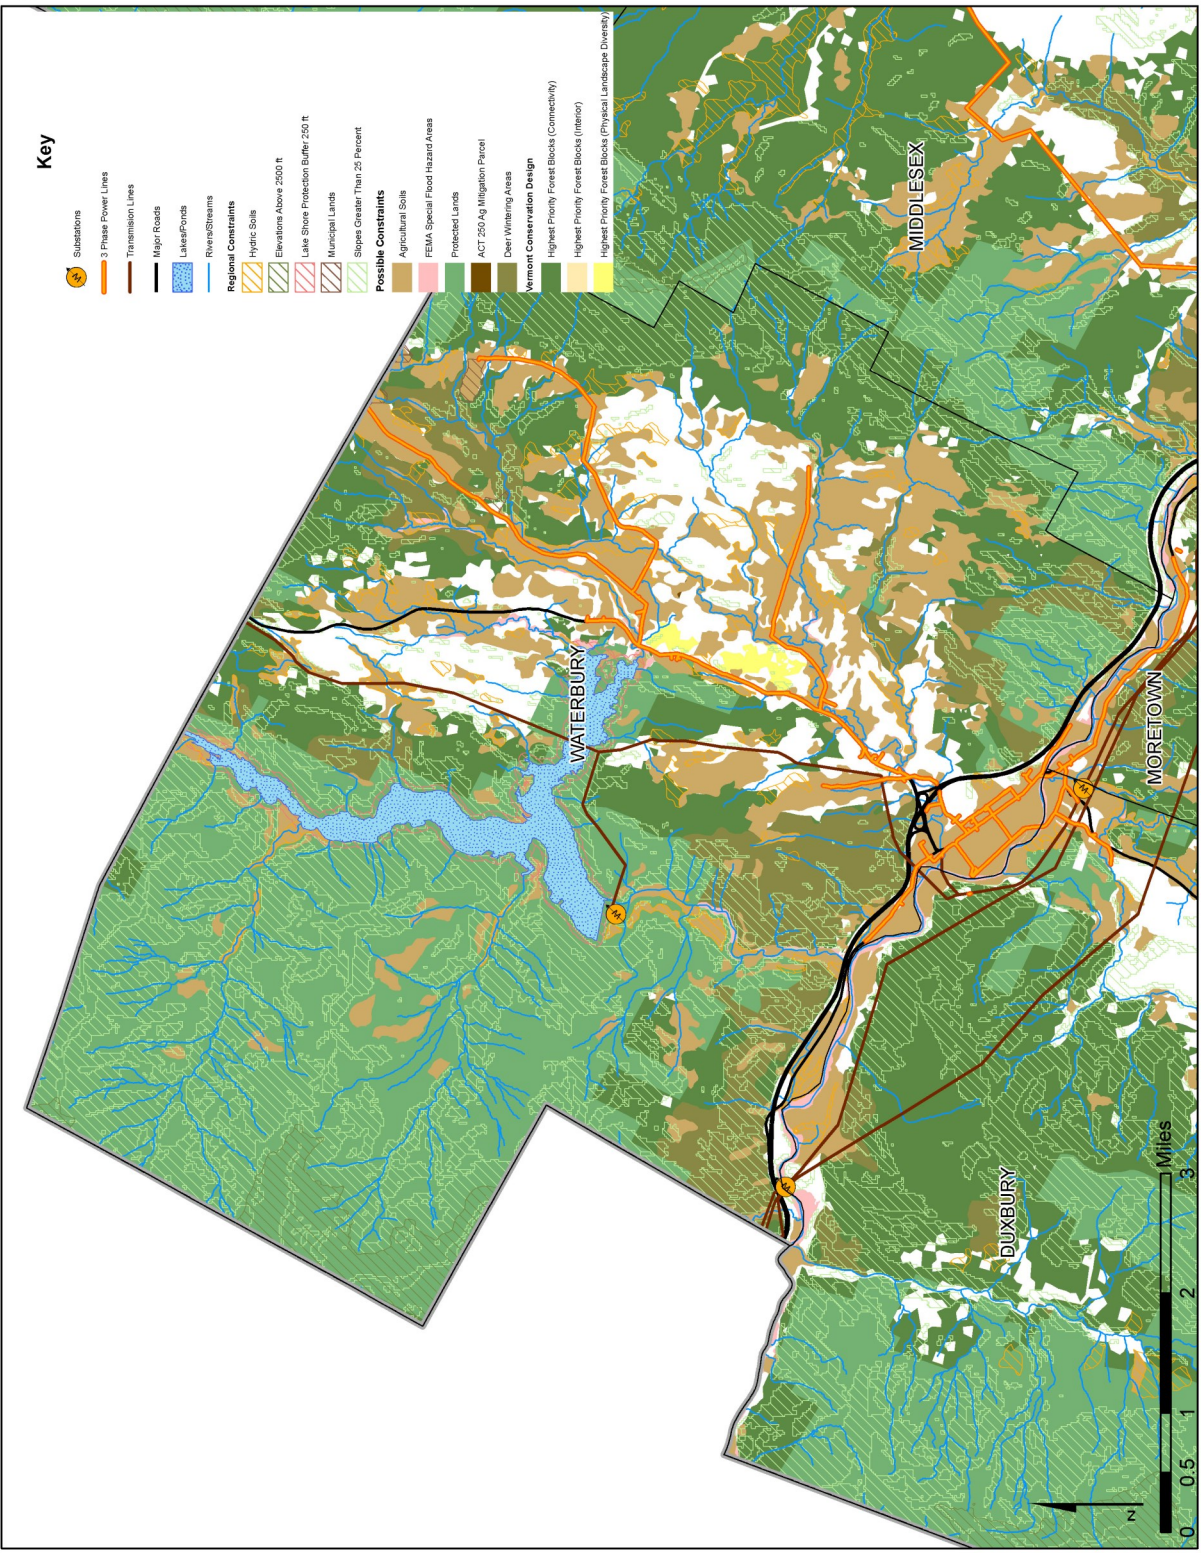 Key
Substations
3 Phase Power Lines
Transmision Lines
Major Roads
Lakes/Ponds
Rivers/Streams
Regional Constraints
Hydric Soils
Elevations Above 2500 ft
Lake Shore Protection Buffer 250 ft
Municipal Lands
Slopes Greater Than 25 Percent
Possible Constraints
Agricultural Soils
FEMA Special Flood Hazard Areas
Protected Lands
ACT 250 Ag Mitigation Parcel
Deer Wintering Areas
Vermont Conservation Design
Highest Priority Forest Blocks (Connectivity)
Highest Priority Forest Blocks (Interior)
Highest Priority Forest Blocks (Physical Landscape Diversity)
WATERBURY
MIDDLESEX
MORETOWN
DUXBURY
N
0 0.5 1 2 3
Miles